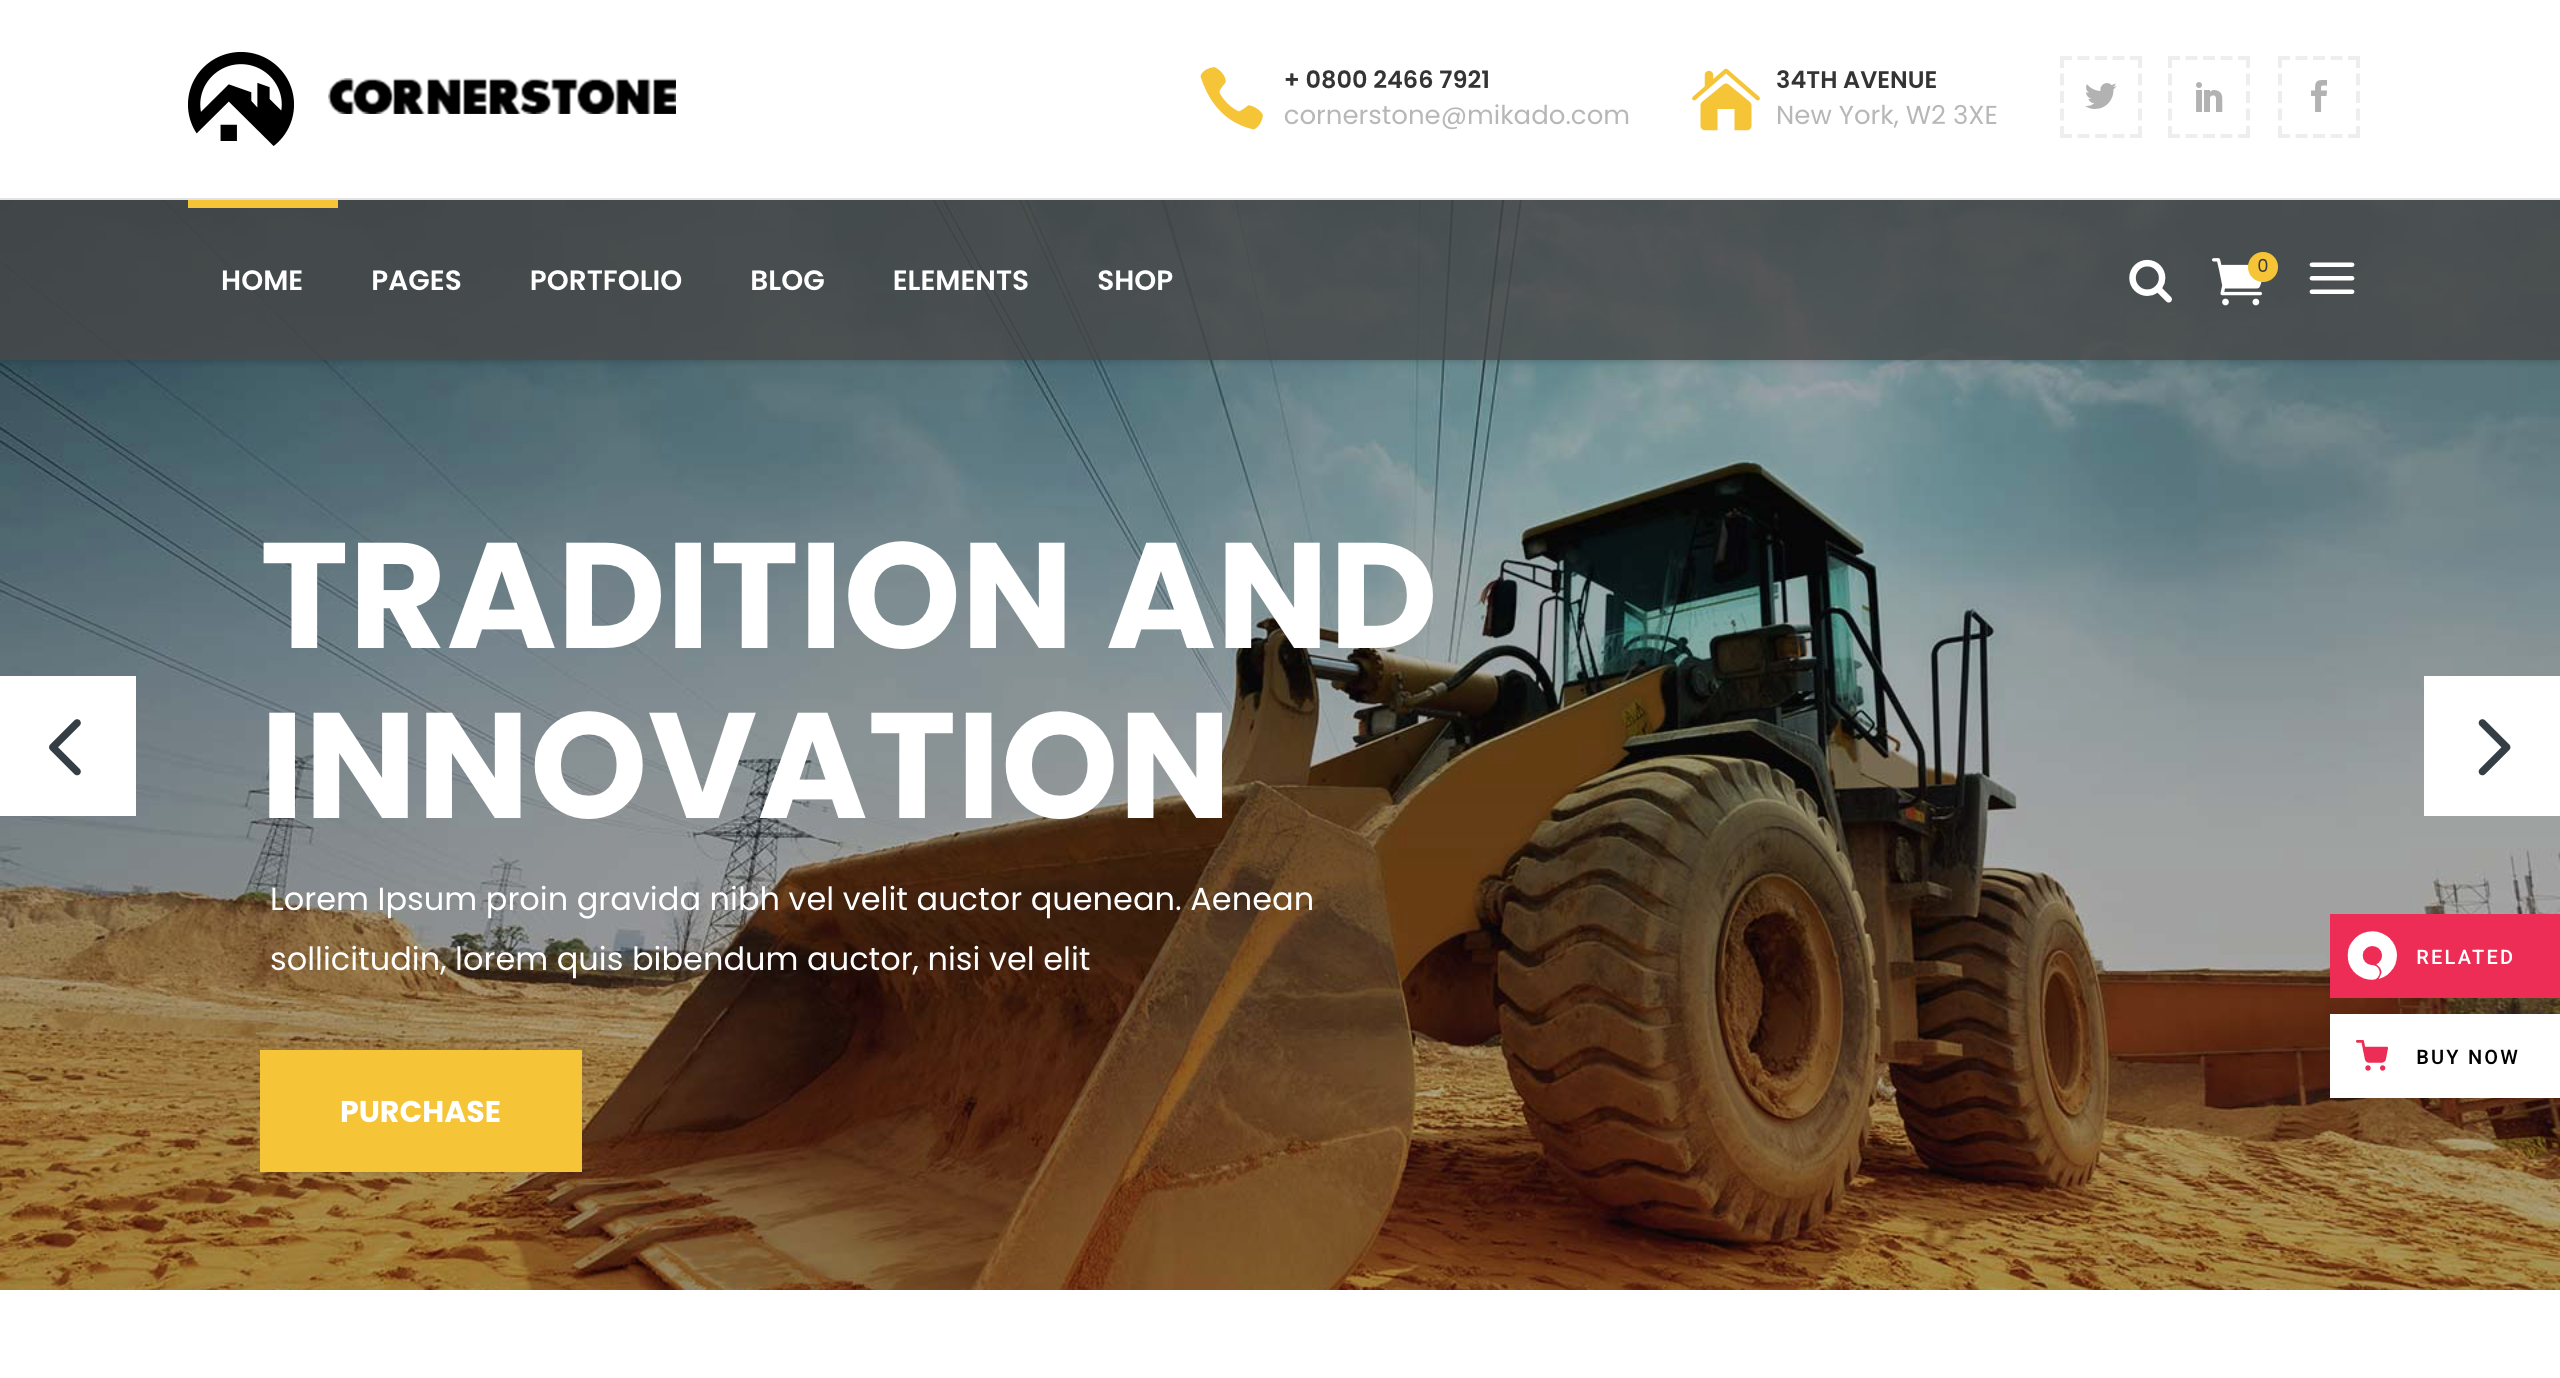 CORNERSTONE
+ 0800 2466 7921
cornerstone@mikado.com
34TH AVENUE
New York, W2 3XE
in
f
HOME
PAGES
PORTFOLIO
BLOG
ELEMENTS
SHOP
0
TRADITION AND
INNOVATION
Lorem Ipsum proin gravida nibh vel velit auctor quenean. Aenean
sollicitudin, lorem quis bibendum auctor, nisi vel elit
PURCHASE
RELATED
BUY NOW